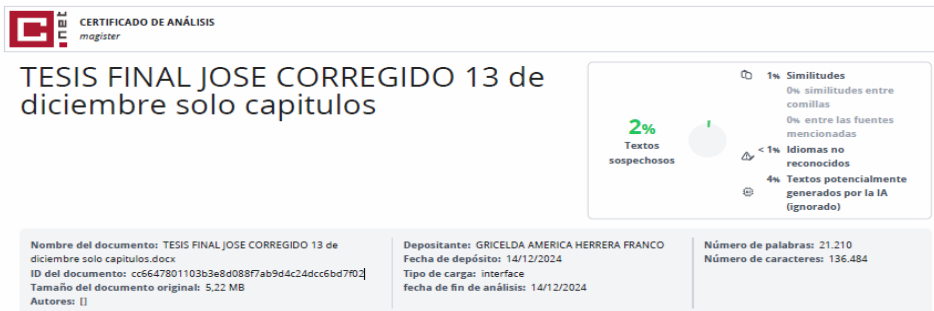 C.net
CERTIFICADO DE ANÁLISIS
magister
TESIS FINAL JOSE CORREGIDO 13 de
diciembre solo capitulos
2%
Textos
sospechosos
1% Similitudes
0% similitudes entre
comillas
0% entre las fuentes
mencionadas
< 1% Idiomas no
reconocidos
4% Textos potencialmente
generados por la IA
(ignorado)
Nombre del documento: TESIS FINAL JOSE CORREGIDO 13 de
diciembre solo capitulos.docx
ID del documento: cc6647801103b3e8d088f7ab9d4c24dcc6bd7f02
Tamaño del documento original: 5,22 MB
Autores: []
Depositante: GRICELDA AMERICA HERRERA FRANCO
Fecha de depósito: 14/12/2024
Tipo de carga: interface
fecha de fin de análisis: 14/12/2024
Número de palabras: 21.210
Número de caracteres: 136.484